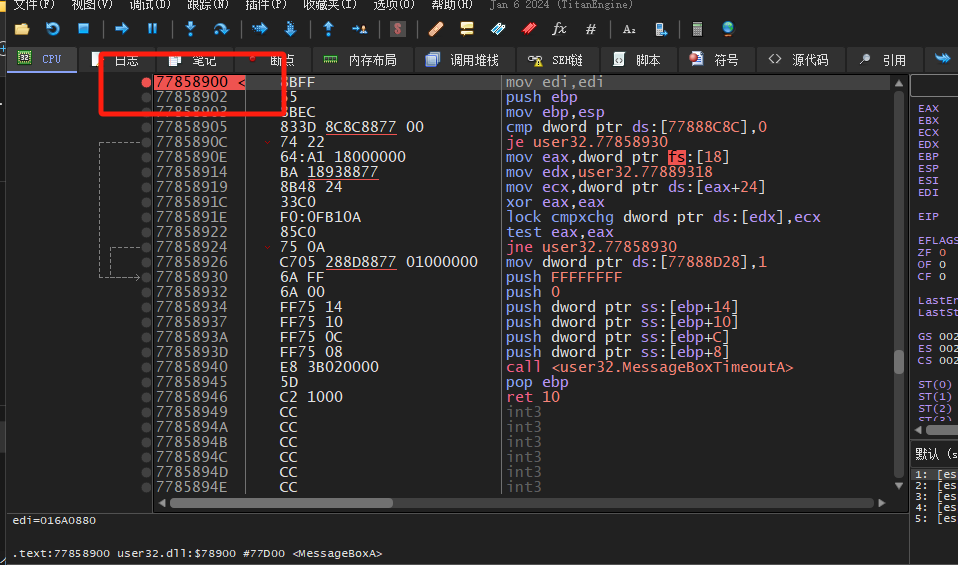 文件(F) 视图(V) 调试(D) 跟踪(N) 插件(P) 收藏夹(I) 选项(O) 帮助(H) Jan 6 2024 (TitanEngine)
CPU 日志 笔记 断点 内存布局 调用堆栈 SEH链 脚本 符号 源代码 引用
77858900 < 8BFF mov edi,edi
77858902 55 push ebp
77858903 8BEC mov ebp,esp
77858905 833D 8C8C8877 00 cmp dword ptr ds:[77888C8C],0
7785890C 74 22 je user32.77858930
7785890E 64:A1 18000000 mov eax,dword ptr fs:[18]
77858914 BA 18938877 mov edx,user32.77889318
77858919 8B48 24 mov ecx,dword ptr ds:[eax+24]
7785891C 33C0 xor eax,eax
7785891E F0:0FB10A lock cmpxchg dword ptr ds:[edx],ecx
77858922 85C0 test eax,eax
77858924 75 0A jne user32.77858930
77858926 C705 288D8877 01000000 mov dword ptr ds:[77888D28],1
77858930 6A FF push FFFFFFFF
77858932 6A 00 push 0
77858934 FF75 14 push dword ptr ss:[ebp+14]
77858937 FF75 10 push dword ptr ss:[ebp+10]
7785893A FF75 0C push dword ptr ss:[ebp+C]
7785893D FF75 08 push dword ptr ss:[ebp+8]
77858940 E8 3B020000 call <user32.MessageBoxTimeoutA>
77858945 5D pop ebp
77858946 C2 1000 ret 10
77858949 CC int3
7785894A CC int3
7785894B CC int3
7785894C CC int3
7785894D CC int3
7785894E CC int3
edi=016A0880
.text:77858900 user32.dll:$78900 #77D00 <MessageBoxA>
EAX
EBX
ECX
EDX
EBP
ESP
ESI
EDI
EIP
EFLAGS
ZF 0
OF 0
CF 0
LastEr
LastSt
GS 002
ES 002
CS 002
ST(0)
ST(1)
ST(2)
ST(3)
默认 (s
1: [es
2: [es
3: [es
4: [es
5: [es